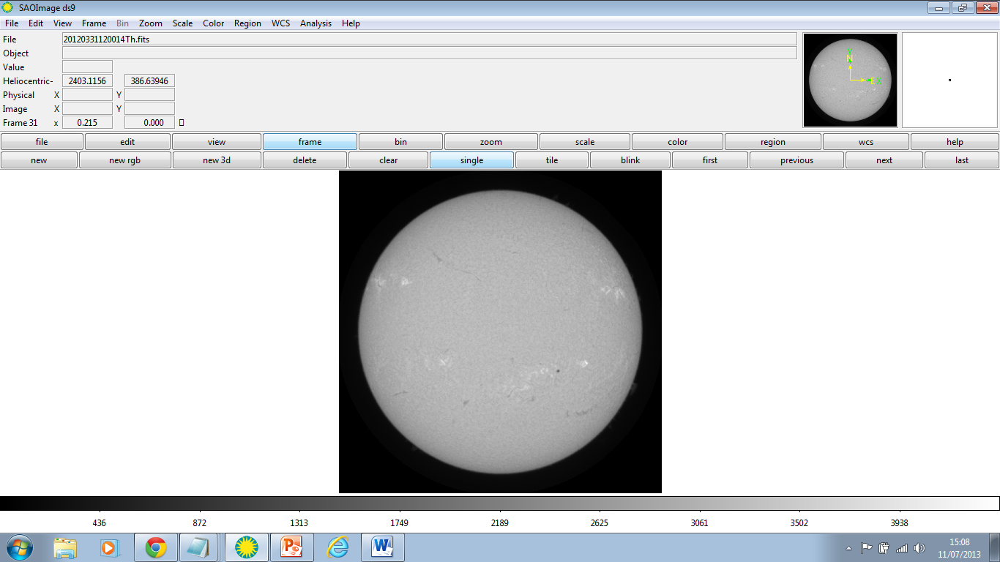 SAOImage ds9
File Edit View Frame Bin Zoom Scale Color Region WCS Analysis Help
File 20120331120014Th.fits
Object
Value
Heliocentric- 2403.1156 386.63946
Physical X Y
Image X Y
Frame 31 x 0.215 0.000
Y
N
E X
file edit view frame bin zoom scale color region wcs help
new new rgb new 3d delete clear single tile blink first previous next last
436 872 1313 1749 2189 2625 3061 3502 3938
15:08
11/07/2013